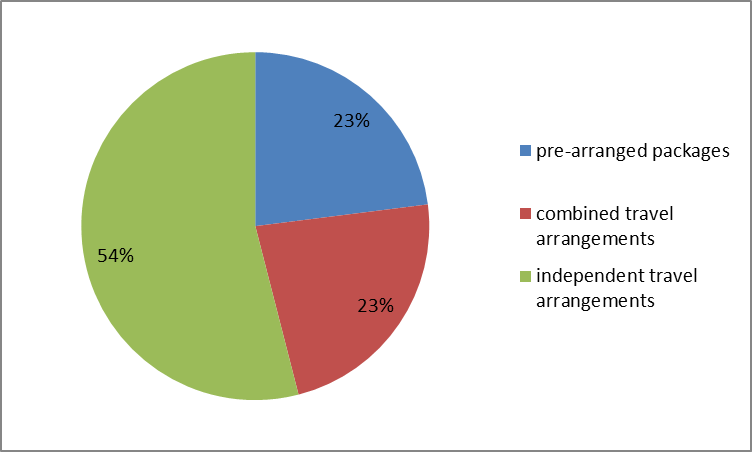 23%
pre-arranged packages
combined travel
arrangements
54%
independent travel
arrangements
23%